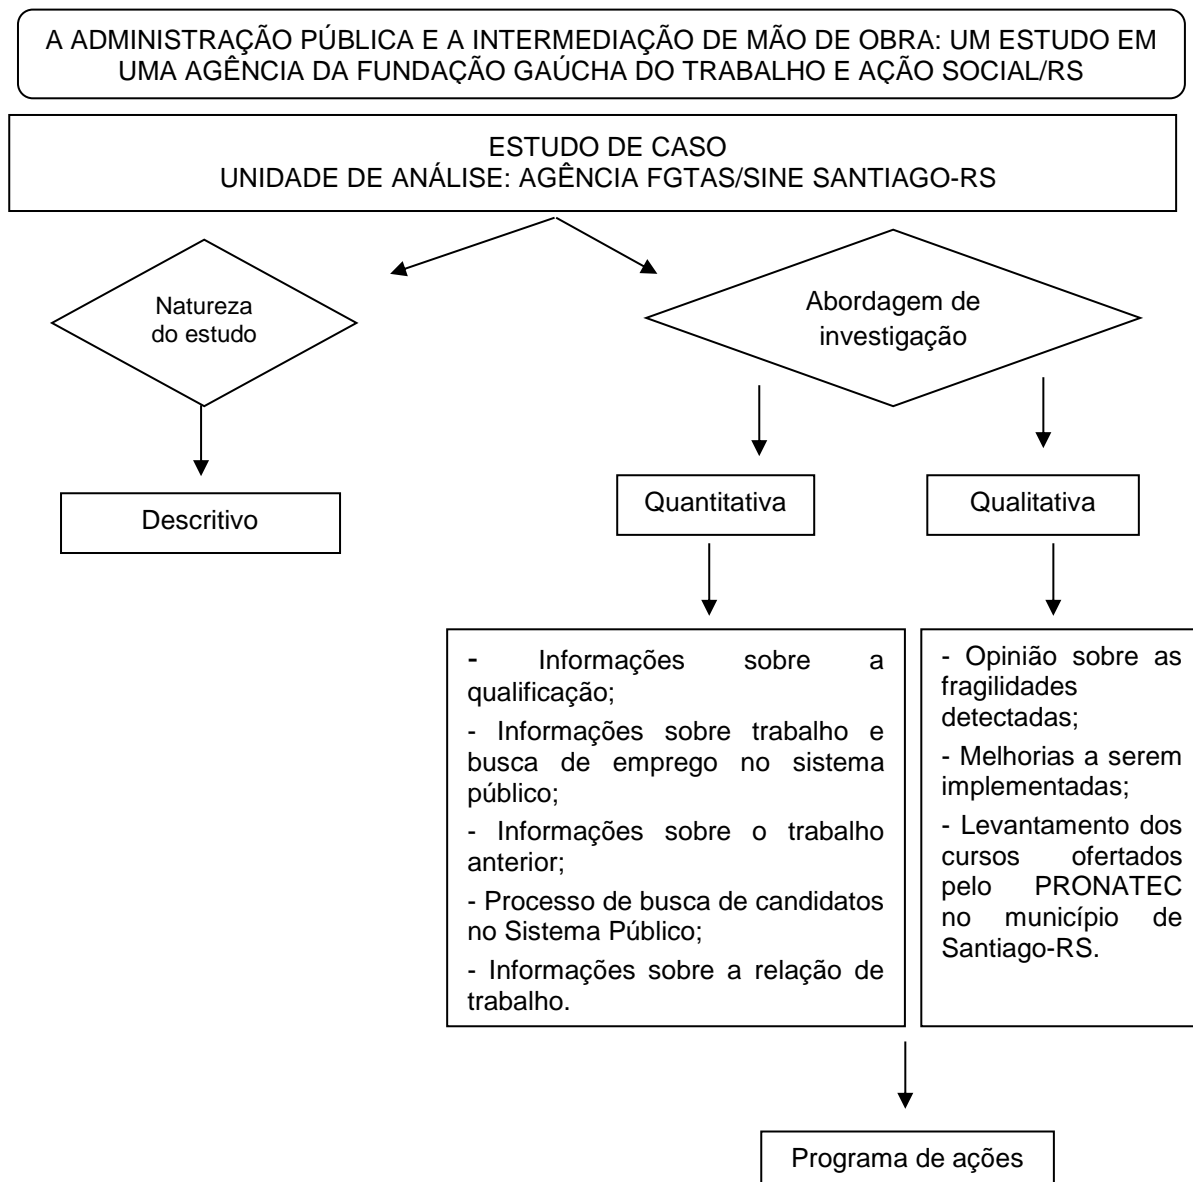 A ADMINISTRAÇÃO PÚBLICA E A INTERMEDIAÇÃO DE MÃO DE OBRA: UM ESTUDO EM
UMA AGÊNCIA DA FUNDAÇÃO GAÚCHA DO TRABALHO E AÇÃO SOCIAL/RS
ESTUDO DE CASO
UNIDADE DE ANÁLISE: AGÊNCIA FGTAS/SINE SANTIAGO-RS
Natureza
do estudo
Abordagem de
investigação
Descritivo
Quantitativa
Qualitativa
- Informações sobre a
qualificação;
- Informações sobre trabalho e
busca de emprego no sistema
público;
- Informações sobre o trabalho
anterior;
- Processo de busca de candidatos
no Sistema Público;
- Informações sobre a relação de
trabalho.
- Opinião sobre as
fragilidades
detectadas;
- Melhorias a serem
implementadas;
- Levantamento dos
cursos ofertados
pelo PRONATEC
no município de
Santiago-RS.
Programa de ações